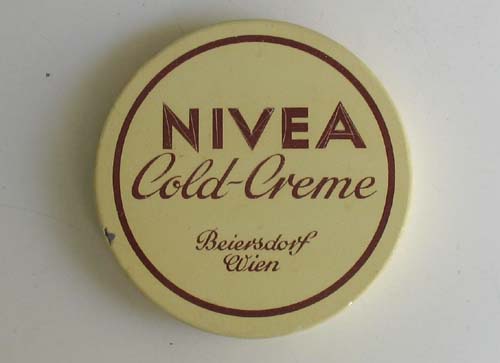 NIVEA
Cold-Creme
Beiersdorf
Wien